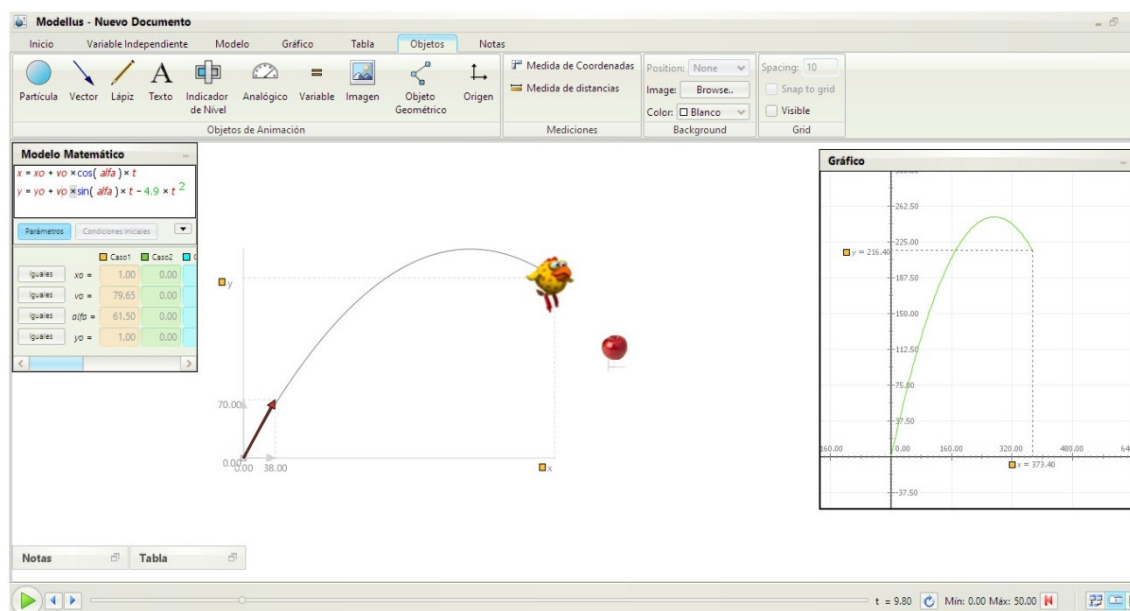 Modellus - Nuevo Documento
Inicio Variable Independiente Modelo Gráfico Tabla Objetos Notas
Partícula Vector Lápiz Texto Indicador de Nível Analógico Variable Imagen Objeto Geométrico Origen
Objetos de Animación
Medida de Coordenadas
Medida de distancias
Mediciones
Position: None
Image: Browse..
Color: Blanco
Background
Spacing: 10
Snap to grid
Visible
Grid
Modelo Matemático
x = xo + vo × cos( alfa ) × t
y = yo + vo × sin( alfa ) × t − 4.9 × t 2
Parámetros Condiciones Iniciales
Caso1 Caso2
Iguales xo = 1.00 0.00
Iguales vo = 79.65 0.00
Iguales alfa = 61.50 0.00
Iguales yo = 1.00 0.00
y
70.00
0.00
0.00 38.00
x
Gráfico
262.50
225.00
y = 216.40
187.50
150.00
112.50
75.00
37.50
160.00 0.00 160.00 320.00 480.00 640
x = 373.40
-37.50
Notas Tabla
t = 9.80 Mín: 0.00 Máx: 50.00